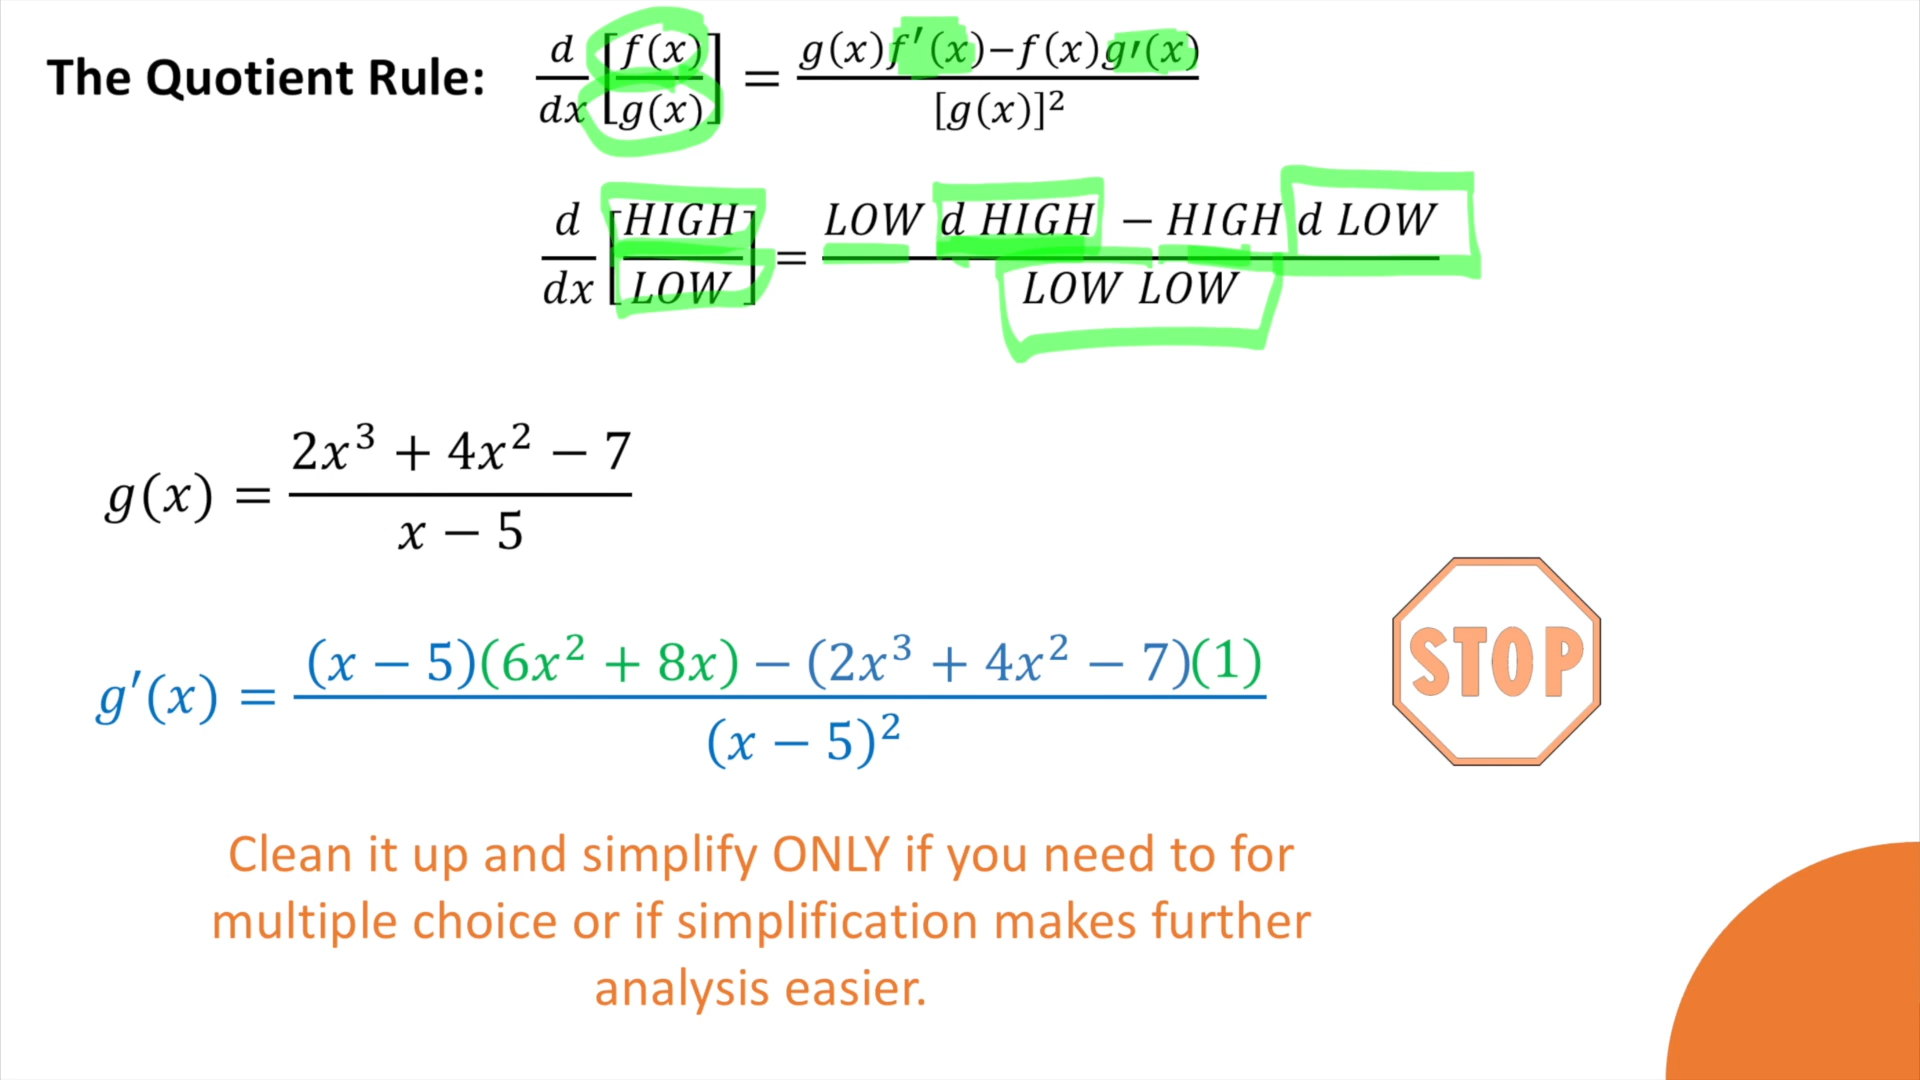 The Quotient Rule: d/dx [f(x)/g(x)] = g(x)f′(x)−f(x)g′(x)/[g(x)]²
d/dx [HIGH/LOW] = LOW d HIGH − HIGH d LOW/LOW LOW
g(x) = 2x³ + 4x² − 7/x − 5
g′(x) = (x − 5)(6x² + 8x) − (2x³ + 4x² − 7)(1)/(x − 5)²
STOP
Clean it up and simplify ONLY if you need to for
multiple choice or if simplification makes further
analysis easier.